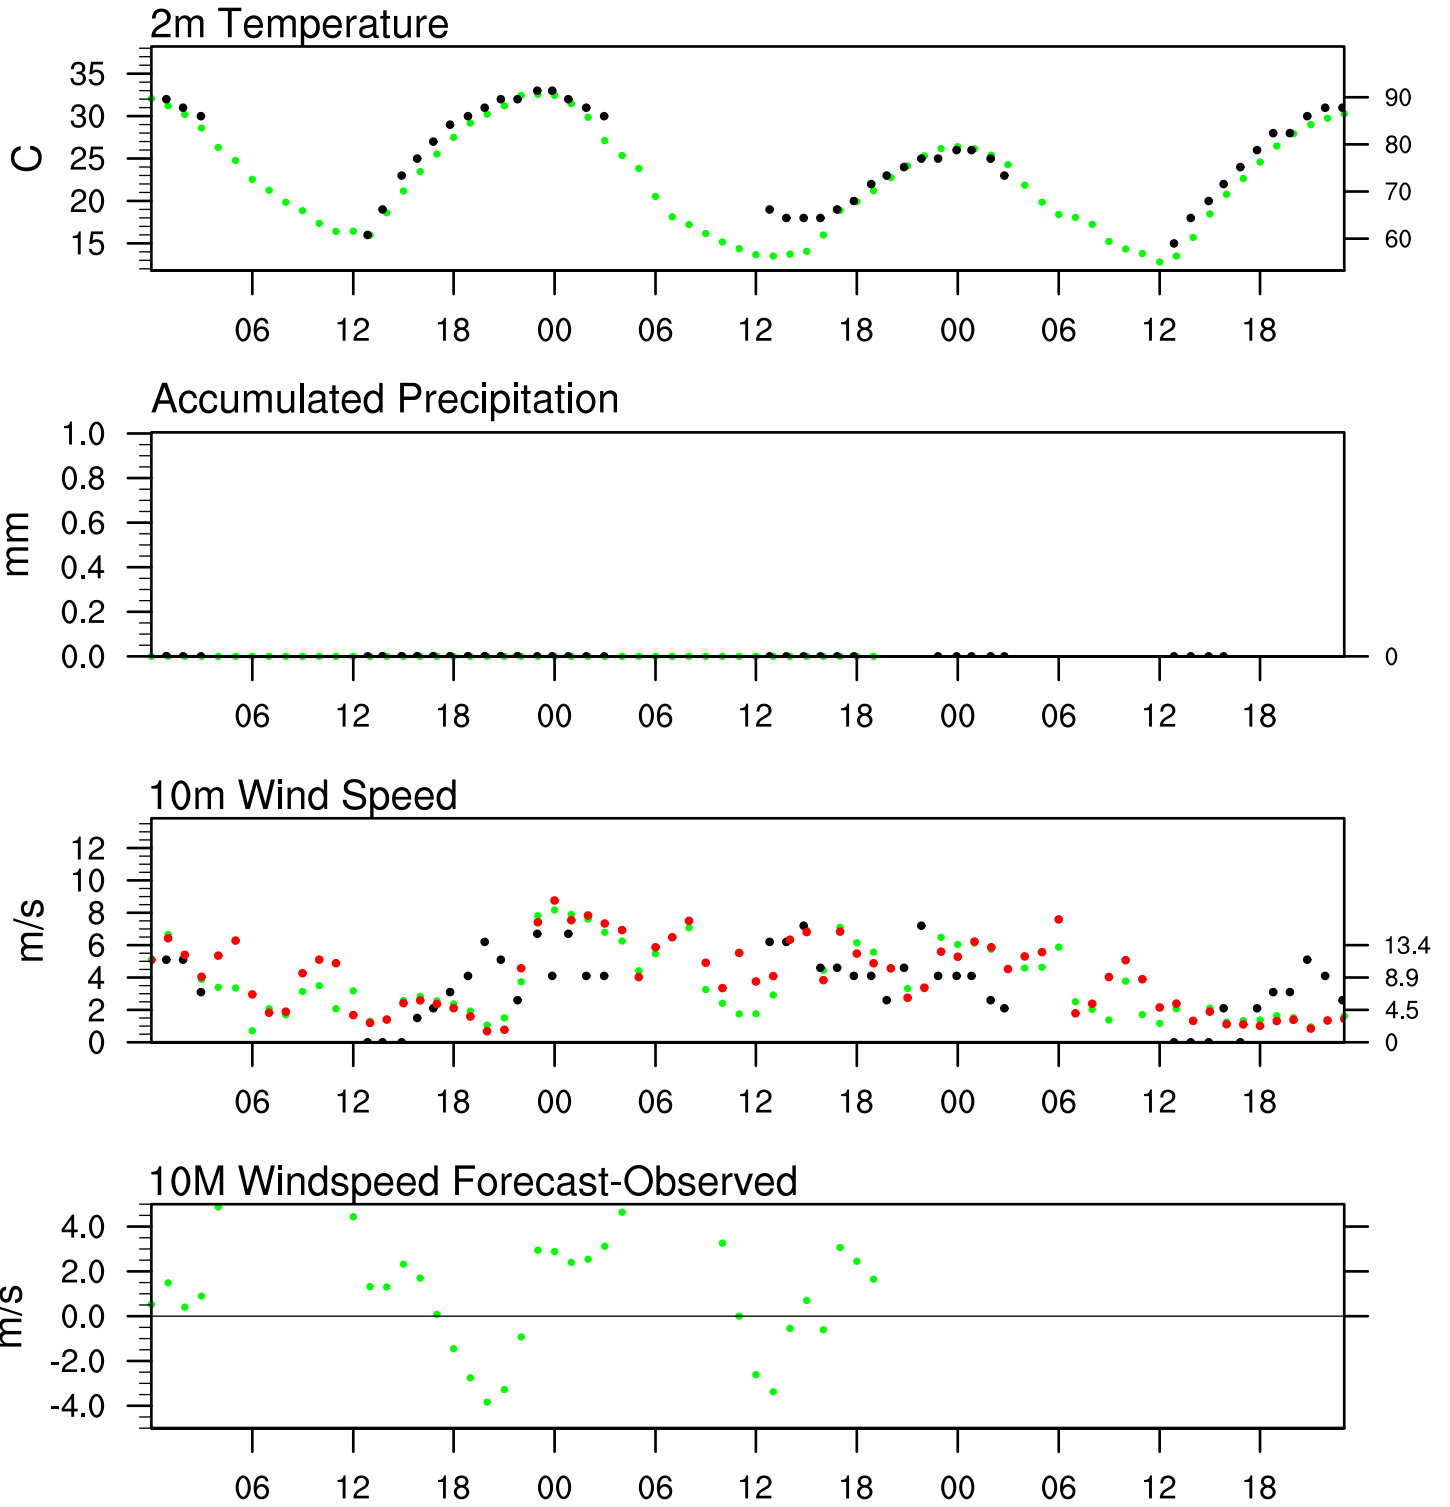 2m Temperature
35
30
25
20
15
C
90
80
70
60
06 12 18 00 06 12 18 00 06 12 18
Accumulated Precipitation
1.0
0.8
0.6
0.4
0.2
0.0
mm
0
06 12 18 00 06 12 18 00 06 12 18
10m Wind Speed
12
10
8
6
4
2
0
m/s
13.4
8.9
4.5
0
06 12 18 00 06 12 18 00 06 12 18
10M Windspeed Forecast-Observed
4.0
2.0
0.0
-2.0
-4.0
m/s
06 12 18 00 06 12 18 00 06 12 18